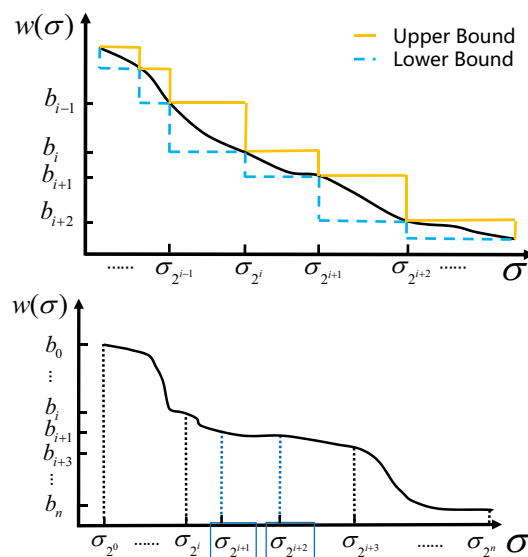 w(σ)
Upper Bound
Lower Bound
b_{i-1}
b_i
b_{i+1}
b_{i+2}
...... σ_{2^{i-1}} σ_{2^i} σ_{2^{i+1}} σ_{2^{i+2}} ...... σ
w(σ)
b_0
...
b_i
b_{i+1}
b_{i+3}
...
b_n
σ_{2^0} ...... σ_{2^i} σ_{2^{i+1}} σ_{2^{i+2}} σ_{2^{i+3}} ...... σ_{2^n} σ